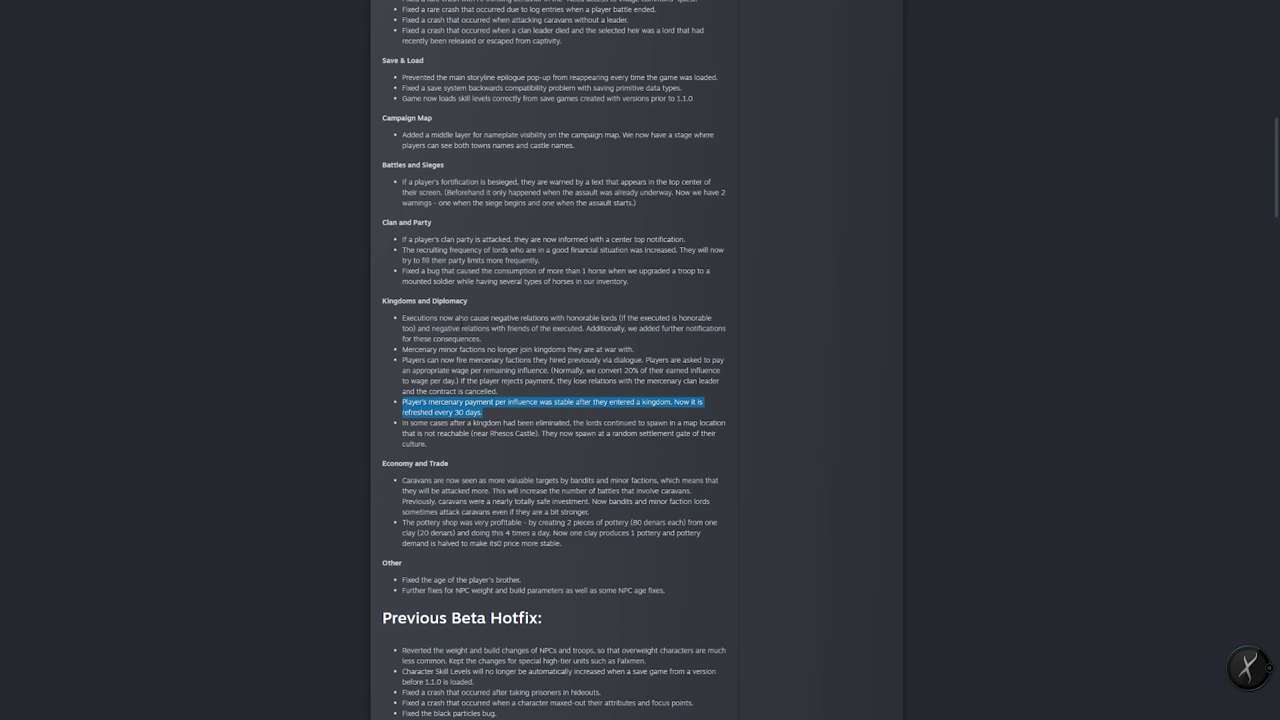 Fixed a rare crash that occurred due to log entries when a player battle ended.
Fixed a crash that occurred when attacking caravans without a leader.
Fixed a crash that occurred when a clan leader died and the selected heir was a lord that had
recently been released or escaped from captivity.
Save & Load
Prevented the main storyline epilogue pop-up from reappearing every time the game was loaded.
Fixed a save system backwards compatibility problem with saving primitive data types.
Game now loads skill levels correctly from save games created with versions prior to 1.1.0
Campaign Map
Added a middle layer for nameplate visibility on the campaign map. We now have a stage where
players can see both towns names and castle names.
Battles and Sieges
If a player's fortification is besieged, they are warned by a text that appears in the top center of
their screen. (Beforehand it only happened when the assault was already underway. Now we have 2
warnings - one when the siege begins and one when the assault starts.)
Clan and Party
If a player's clan party is attacked, they are now informed with a center top notification.
The recruiting frequency of lords who are in a good financial situation was increased. They will now
try to fill their party limits more frequently.
Fixed a bug that caused the consumption of more than 1 horse when we upgraded a troop to a
mounted soldier while having several types of horses in our inventory.
Kingdoms and Diplomacy
Executions now also cause negative relations with honorable lords (if the executed is honorable
too) and negative relations with friends of the executed. Additionally, we added further notifications
for these consequences.
Mercenary minor factions no longer join kingdoms they are at war with.
Players can now fire mercenary factions they hired previously via dialogue. Players are asked to pay
an appropriate wage per remaining influence. (Normally, we convert 20% of their earned influence
to wage per day.) If the player rejects payment, they lose relations with the mercenary clan leader
and the contract is cancelled.
Player's mercenary payment per influence was stable after they entered a kingdom. Now it is
refreshed every 30 days.
In some cases after a kingdom had been eliminated, the lords continued to spawn in a map location
that is not reachable (near Rhesos Castle). They now spawn at a random settlement gate of their
culture.
Economy and Trade
Caravans are now seen as more valuable targets by bandits and minor factions, which means that
they will be attacked more. This will increase the number of battles that involve caravans.
Previously, caravans were a nearly totally safe investment. Now bandits and minor faction lords
sometimes attack caravans even if they are a bit stronger.
The pottery shop was very profitable - by creating 2 pieces of pottery (80 denars each) from one
clay (20 denars) and doing this 4 times a day. Now one clay produces 1 pottery and pottery
demand is halved to make its0 price more stable.
Other
Fixed the age of the player's brother.
Further fixes for NPC weight and build parameters as well as some NPC age fixes.
Previous Beta Hotfix:
Reverted the weight and build changes of NPCs and troops, so that overweight characters are much
less common. Kept the changes for special high-tier units such as Falxmen.
Character Skill Levels will no longer be automatically increased when a save game from a version
before 1.1.0 is loaded.
Fixed a crash that occurred after taking prisoners in hideouts.
Fixed a crash that occurred when a character maxed-out their attributes and focus points.
Fixed the black particles bug.